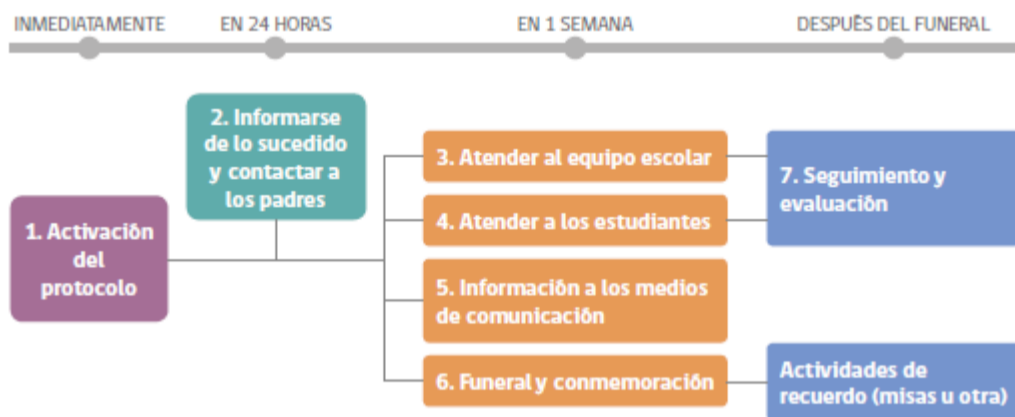 INMEDIATAMENTE
EN 24 HORAS
EN 1 SEMANA
DESPUÉS DEL FUNERAL
1. Activación
del
protocolo
2. Informarse
de lo sucedido
y contactar a
los padres
3. Atender al equipo escolar
4. Atender a los estudiantes
5. Información a los medios
de comunicación
6. Funeral y conmemoración
7. Seguimiento y
evaluación
Actividades de
recuerdo (misas u otra)